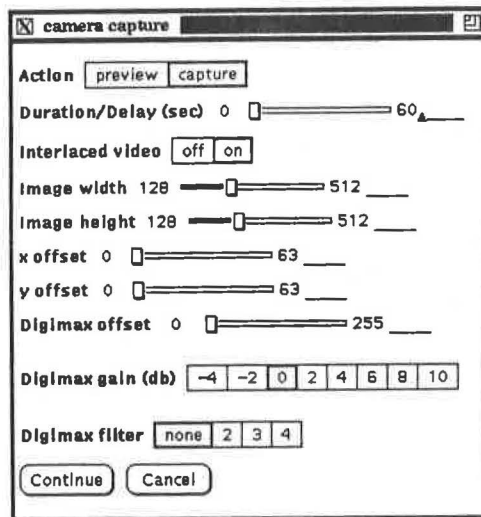 camera capture
Action preview capture
Duration/Delay (sec) 0 60
Interlaced video off on
Image width 128 512
Image height 128 512
x offset 0 63
y offset 0 63
Digimax offset 0 255
Digimax gain (db) -4 -2 0 2 4 6 8 10
Digimax filter none 2 3 4
Continue Cancel